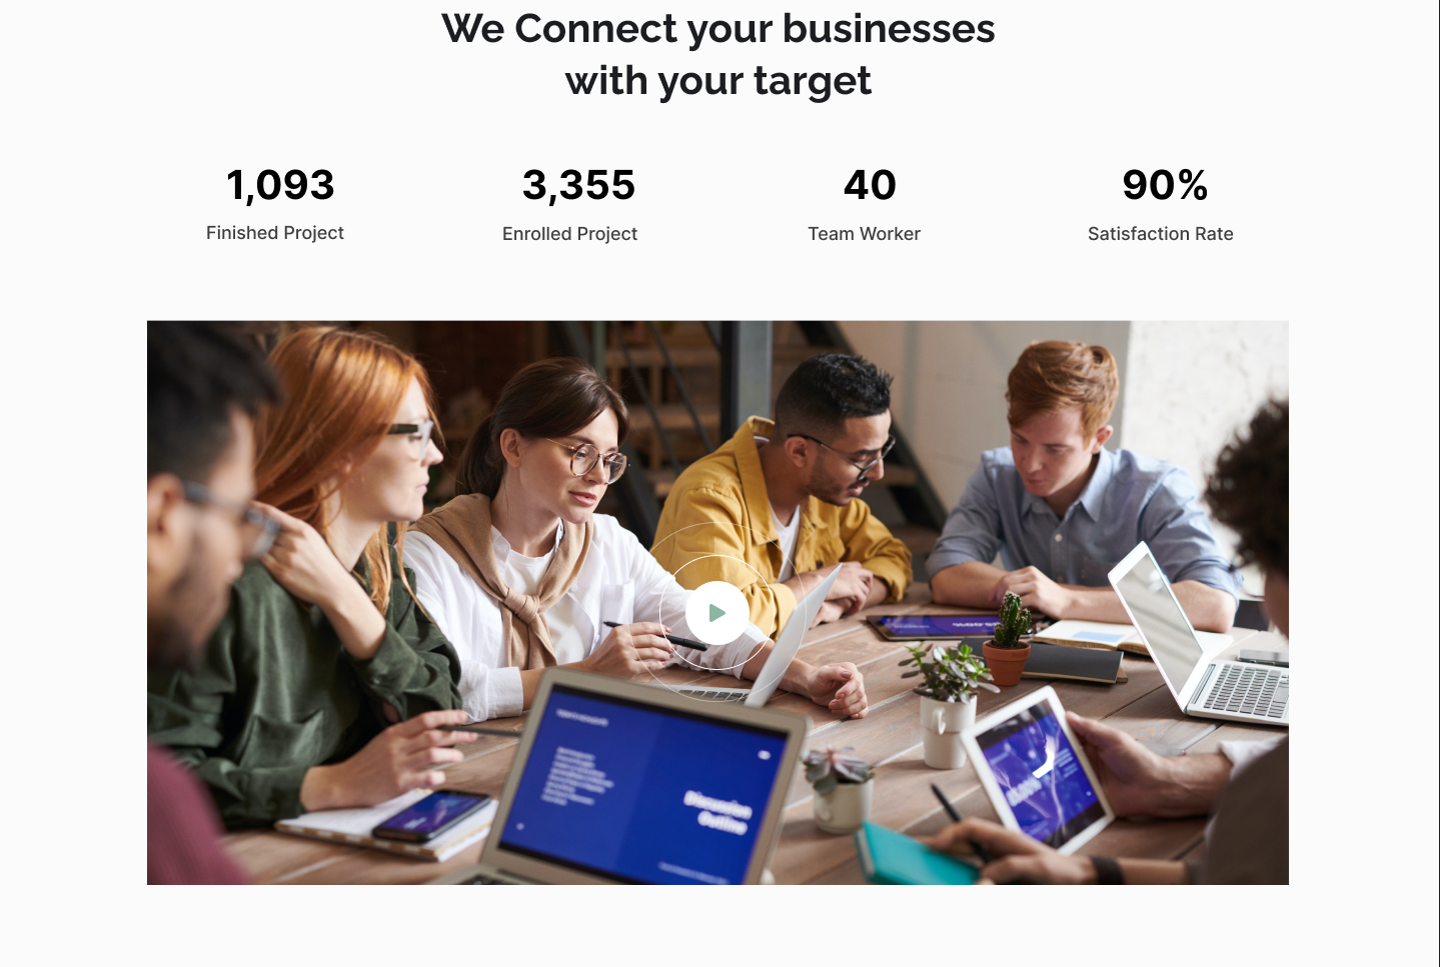 We Connect your businesses
with your target
1,093
3,355
40
90%
Finished Project
Enrolled Project
Team Worker
Satisfaction Rate
Discussion
Outline